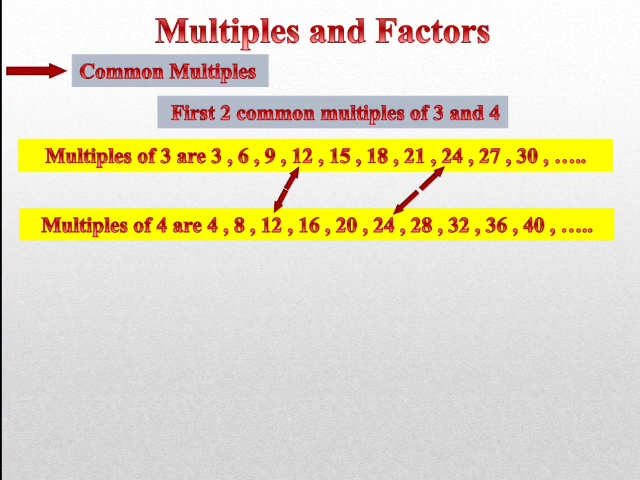 Multiples and Factors
Common Multiples
First 2 common multiples of 3 and 4
Multiples of 3 are 3 , 6 , 9 , 12 , 15 , 18 , 21 , 24 , 27 , 30 , …..
Multiples of 4 are 4 , 8 , 12 , 16 , 20 , 24 , 28 , 32 , 36 , 40 , …..